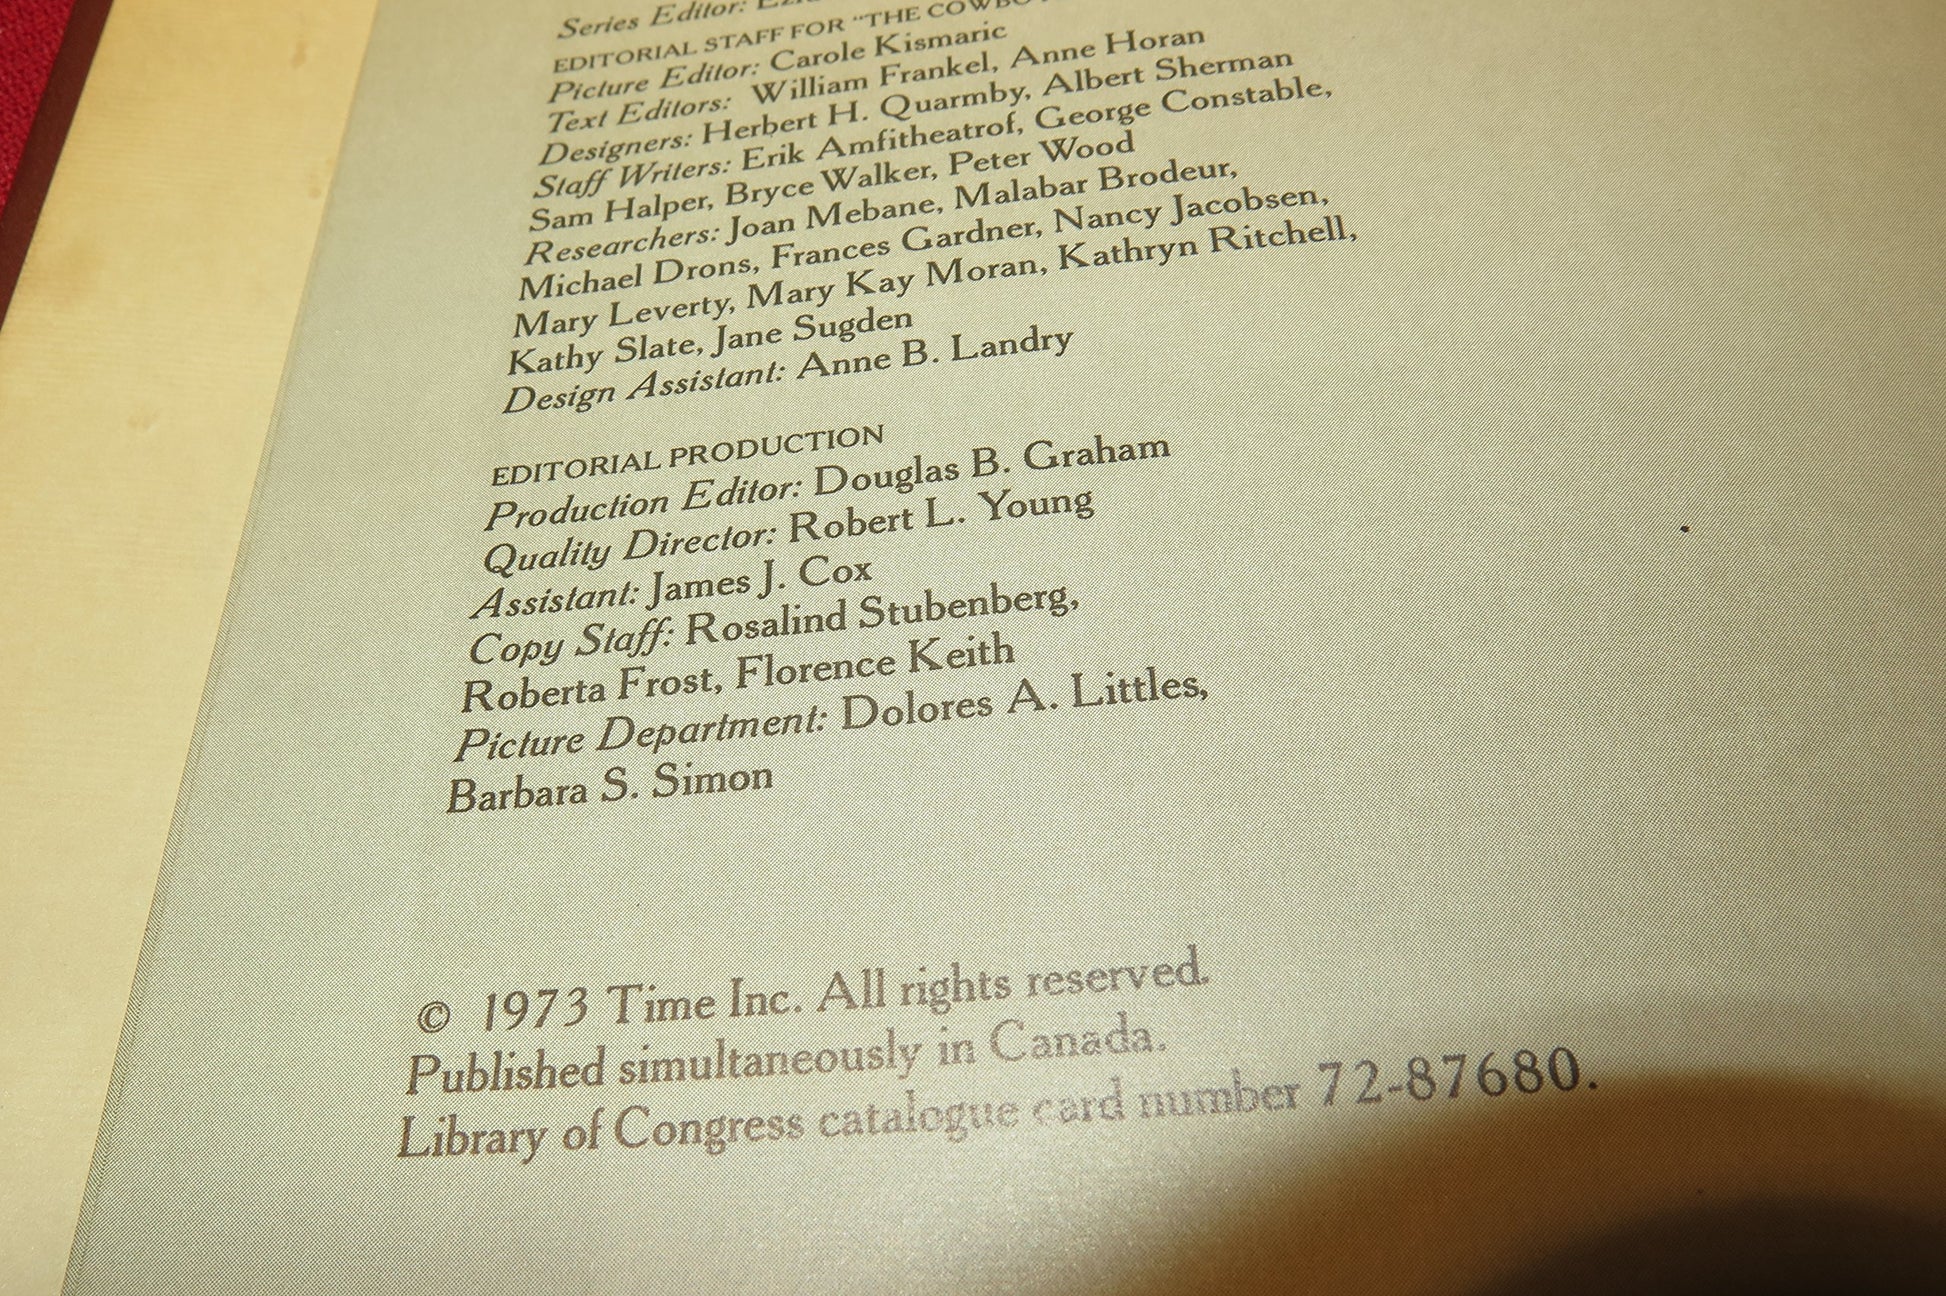 Series Editor:
EDITORIAL STAFF FOR "THE
Picture Editor: Carole Kismaric
Text Editors: William Frankel, Anne Horan
Designers: Herbert H. Quarmby, Albert Sherman
Staff Writers: Erik Amfitheatrof, George Constable,
Sam Halper, Bryce Walker, Peter Wood
Researchers: Joan Mebane, Malabar Brodeur,
Michael Drons, Frances Gardner, Nancy Jacobsen,
Mary Leverty, Mary Kay Moran, Kathryn Ritchell,
Kathy Slate, Jane Sugden
Design Assistant: Anne B. Landry
EDITORIAL PRODUCTION
Production Editor: Douglas B. Graham
Quality Director: Robert L. Young
Assistant: James J. Cox
Copy Staff: Rosalind Stubenberg,
Roberta Frost, Florence Keith
Picture Department: Dolores A. Littles,
Barbara S. Simon
© 1973 Time Inc. All rights reserved.
Published simultaneously in Canada.
Library of Congress catalogue card number 72-87680.